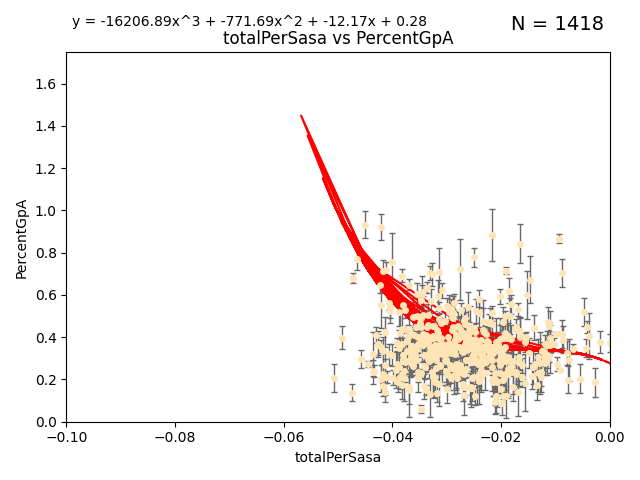 y = -16206.89x^3 + -771.69x^2 + -12.17x + 0.28
N = 1418
totalPerSasa vs PercentGpA
PercentGpA
1.6
1.4
1.2
1.0
0.8
0.6
0.4
0.2
0.0
−0.10 −0.08 −0.06 −0.04 −0.02 0.00
totalPerSasa